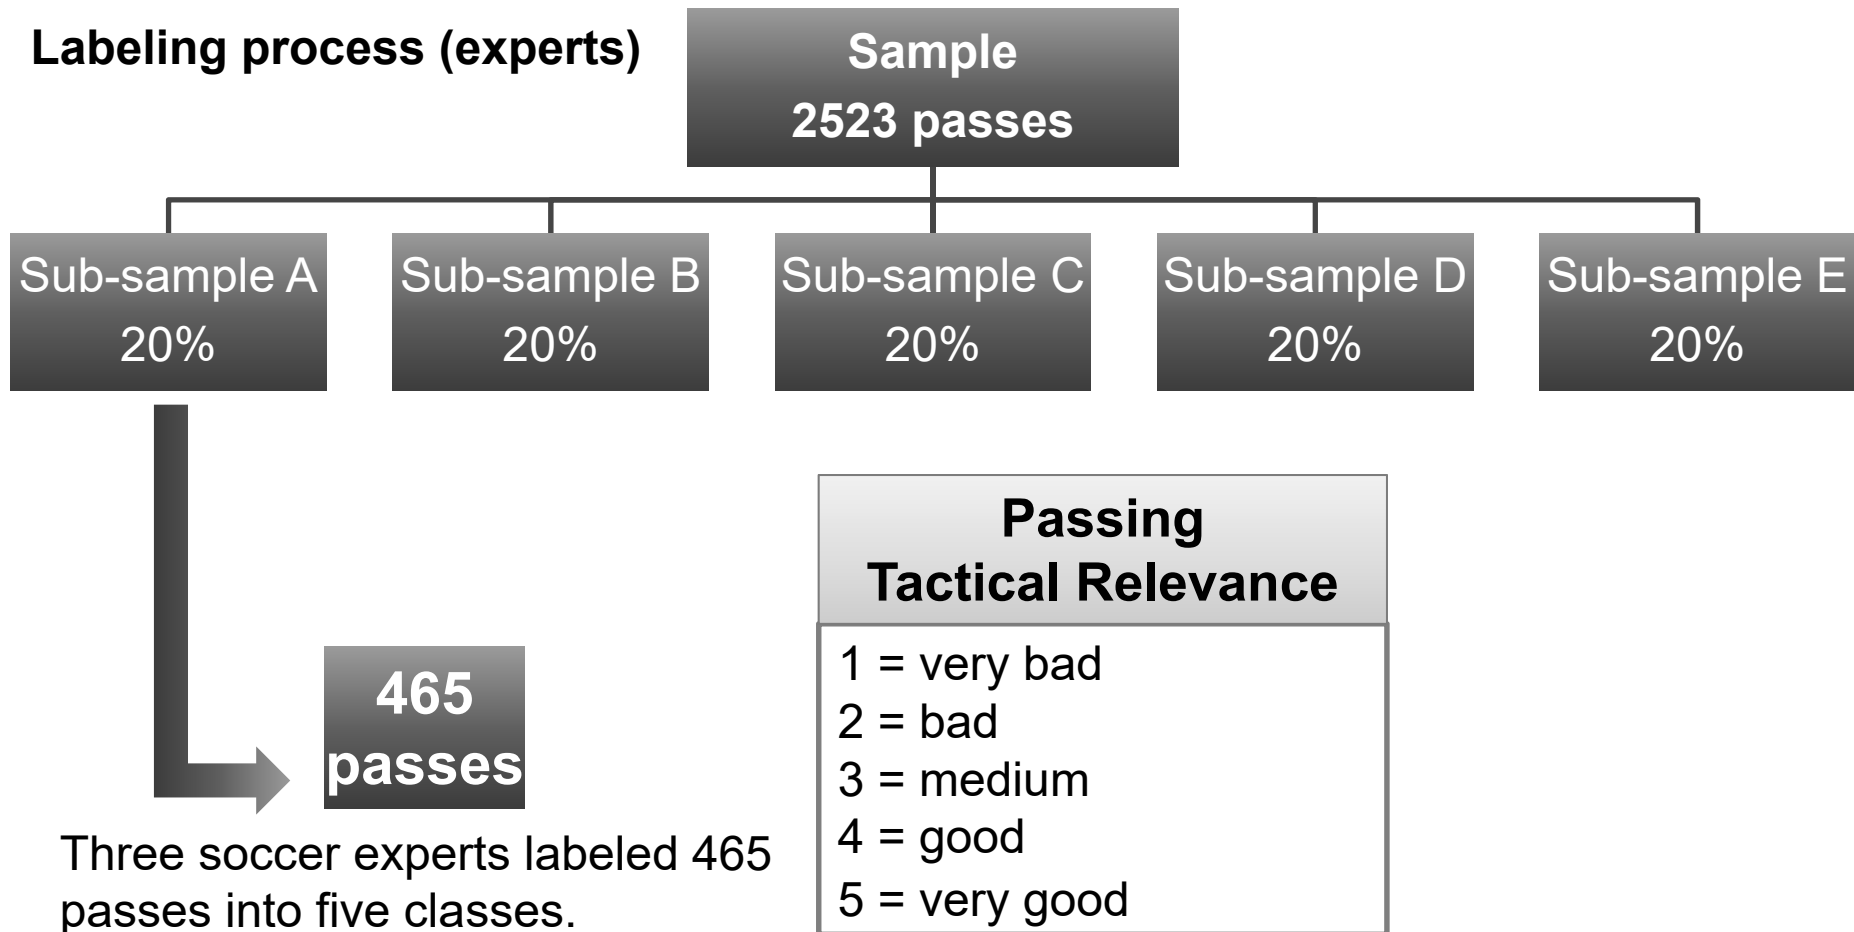 Labeling process (experts)
Sample
2523 passes
Sub-sample A
20%
Sub-sample B
20%
Sub-sample C
20%
Sub-sample D
20%
Sub-sample E
20%
465
passes
Three soccer experts labeled 465
passes into five classes.
Passing
Tactical Relevance
1 = very bad
2 = bad
3 = medium
4 = good
5 = very good